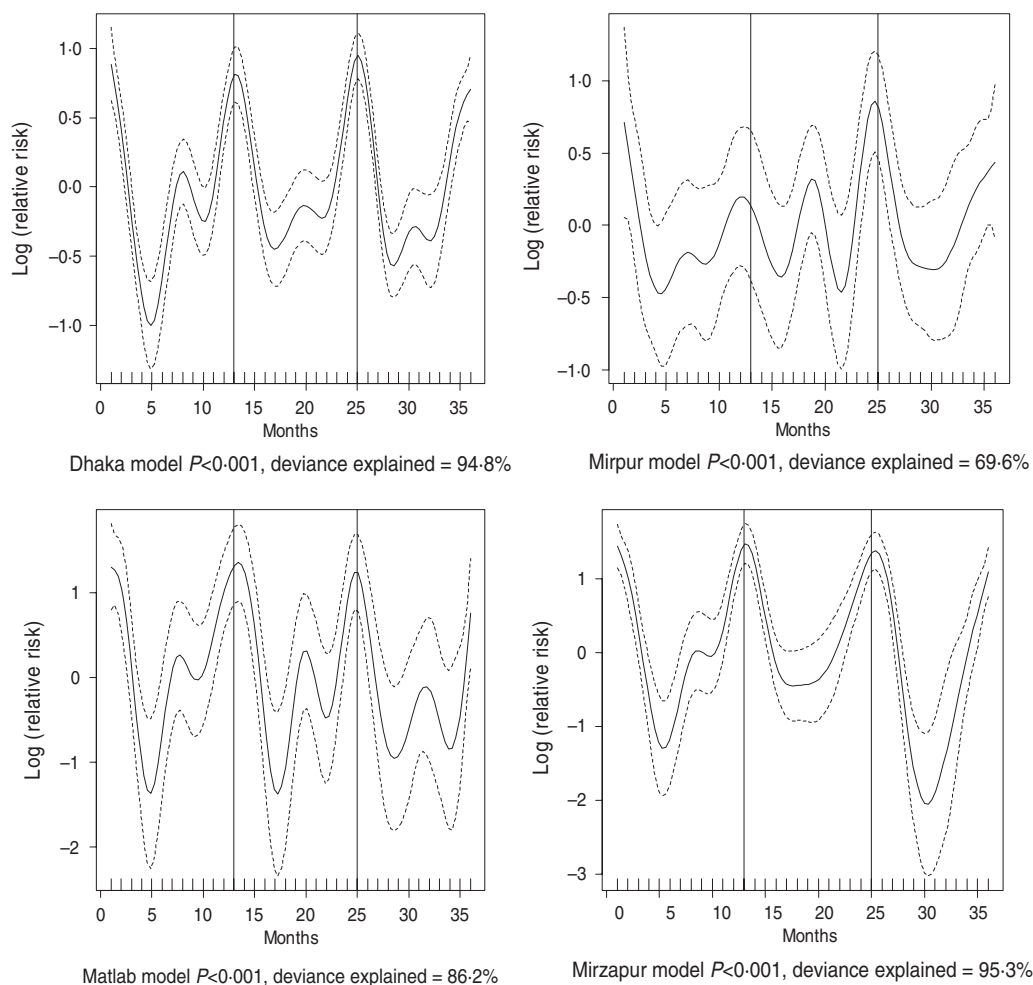 Log (relative risk)
1·0
0·5
0·0
−0·5
−1·0
0 5 10 15 20 25 30 35
Months
Dhaka model P<0·001, deviance explained = 94·8%
Log (relative risk)
1·0
0·5
0·0
−0·5
−1·0
0 5 10 15 20 25 30 35
Months
Mirpur model P<0·001, deviance explained = 69·6%
Log (relative risk)
1
0
−1
−2
0 5 10 15 20 25 30 35
Months
Matlab model P<0·001, deviance explained = 86·2%
Log (relative risk)
1
0
−1
−2
−3
0 5 10 15 20 25 30 35
Months
Mirzapur model P<0·001, deviance explained = 95·3%